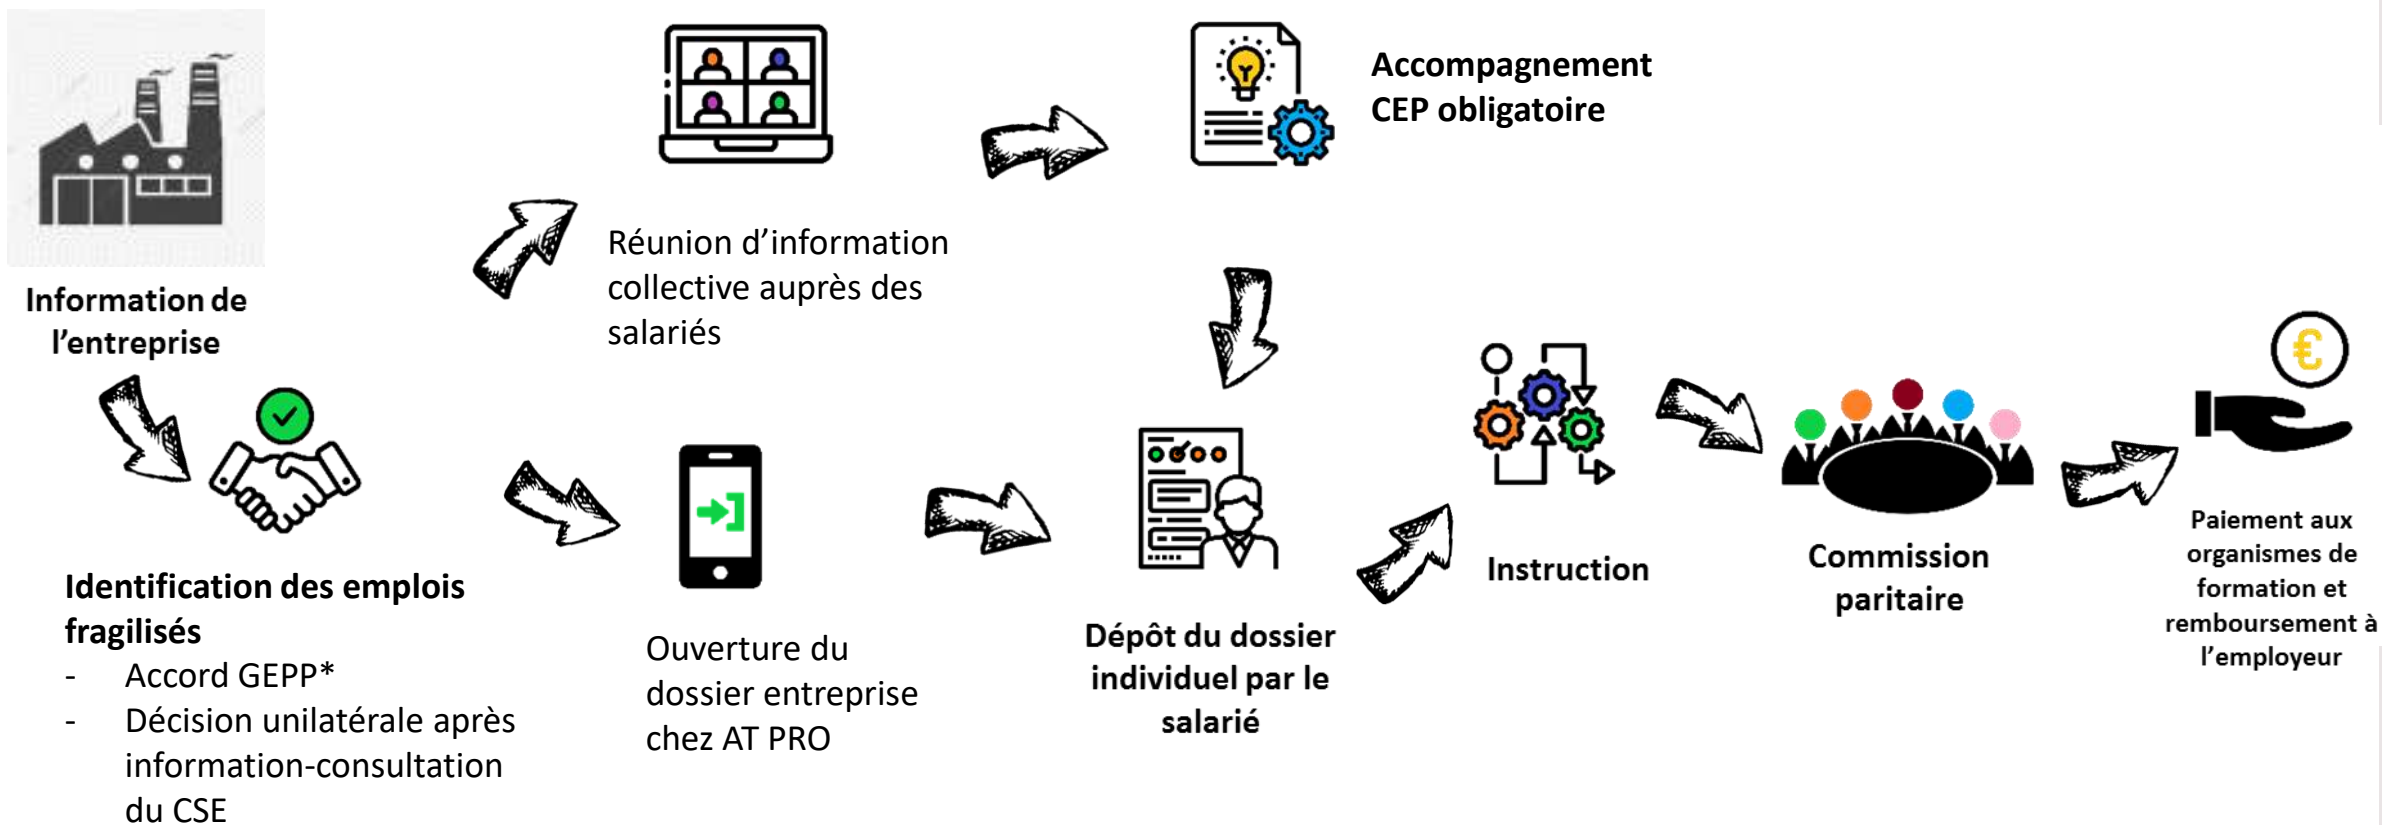 Information de
l’entreprise
Identification des emplois
fragilisés
- Accord GEPP*
- Décision unilatérale après
information-consultation
du CSE
Réunion d’information
collective auprès des
salariés
Ouverture du
dossier entreprise
chez AT PRO
Accompagnement
CEP obligatoire
Dépôt du dossier
individuel par le
salarié
Instruction
Commission
paritaire
€
Paiement aux
organismes de
formation et
remboursement à
l’employeur